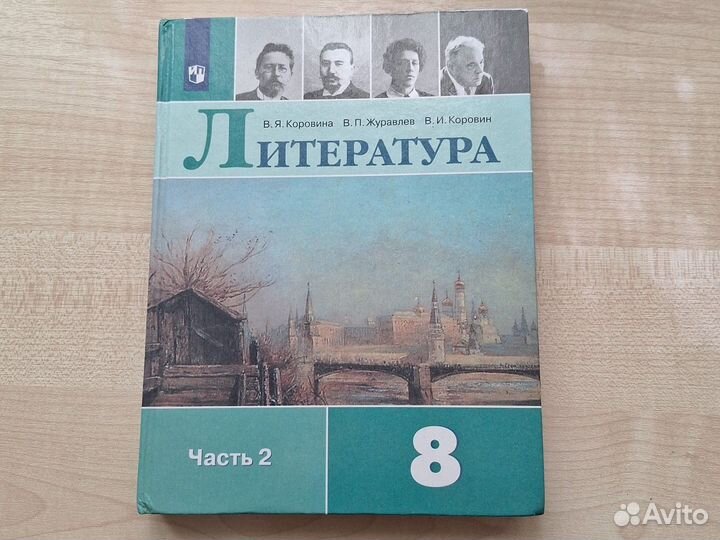 В. Я. Коровина В. П. Журавлев В. И. Коровин
ЛИТЕРАТУРА
Часть 2
8
Avito